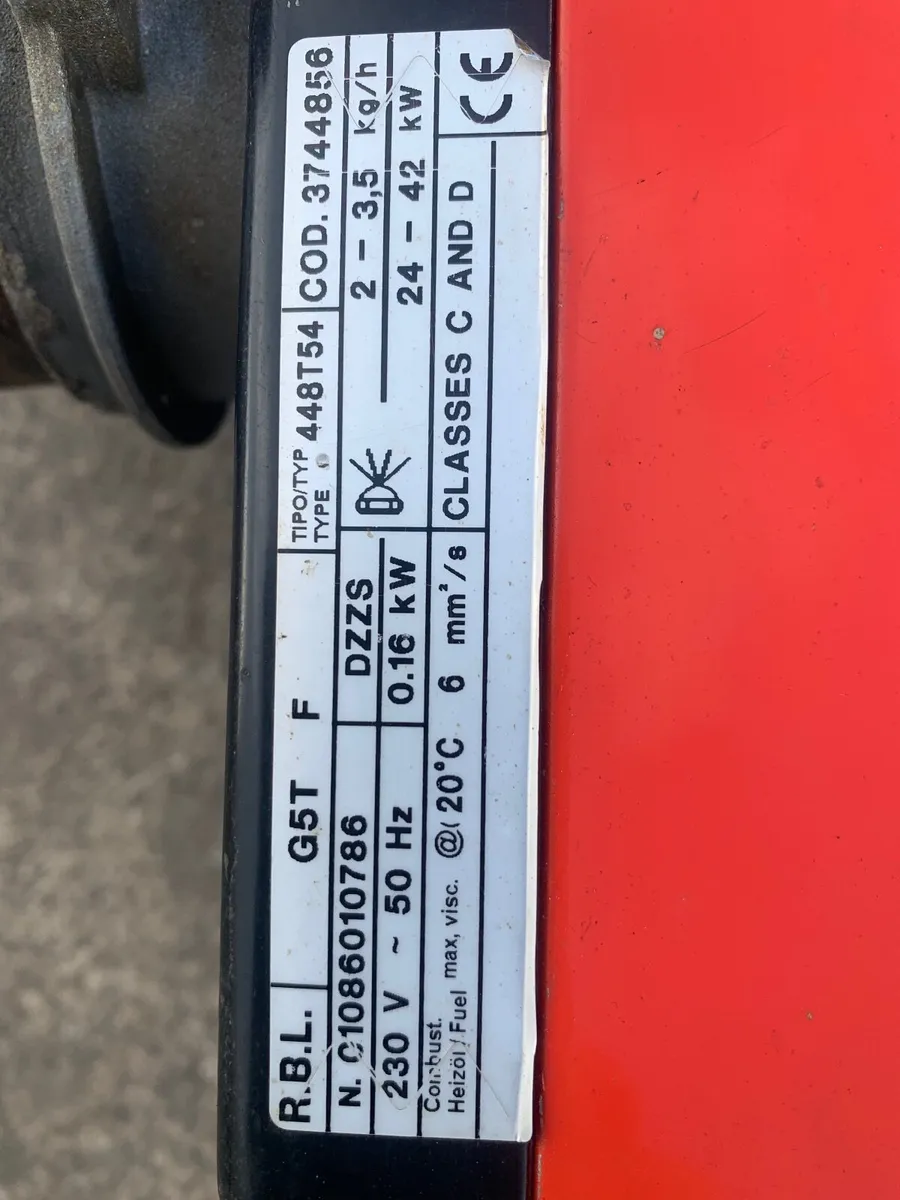 R.B.L. G5T F TIPO/TYP TYPE 448T54 COD. 3744856
N. 01086010786 DZZS 2 - 3,5 kg/h
230 V ~ 50 Hz 0.16 kW 24 - 42 kW
Combust. Heizöl/Fuel max, visc. @( 20°C 6 mm²/s CLASSES C AND D CE